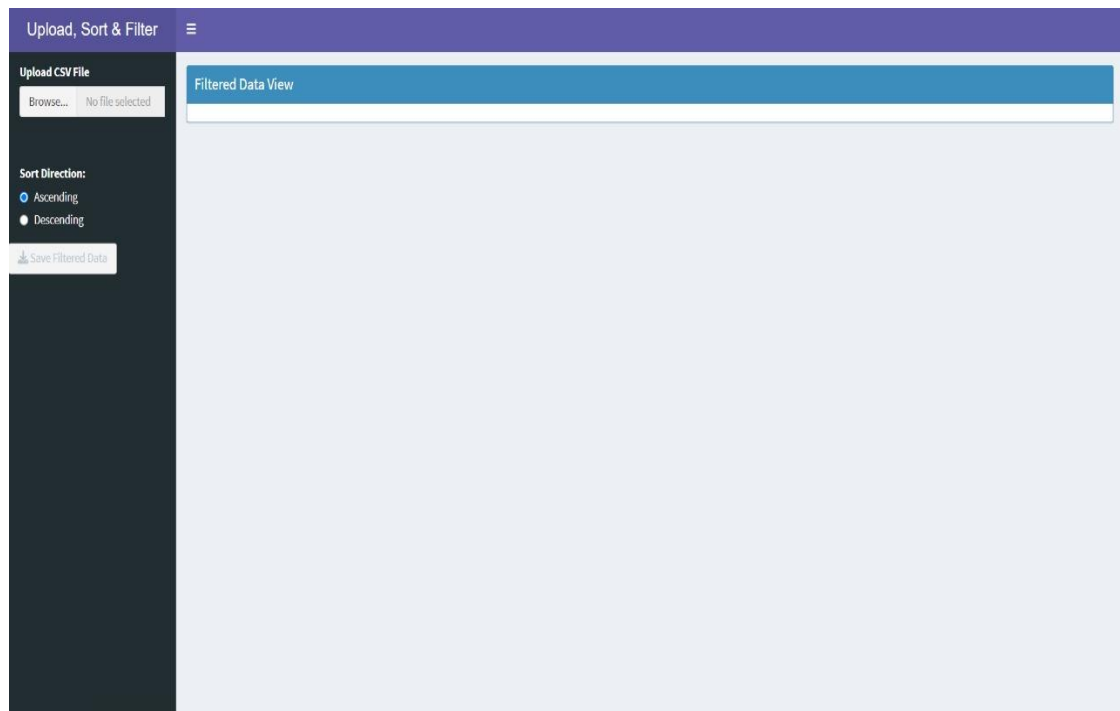 Upload, Sort & Filter
Upload CSV File
Browse... No file selected
Sort Direction:
Ascending
Descending
Save Filtered Data
Filtered Data View